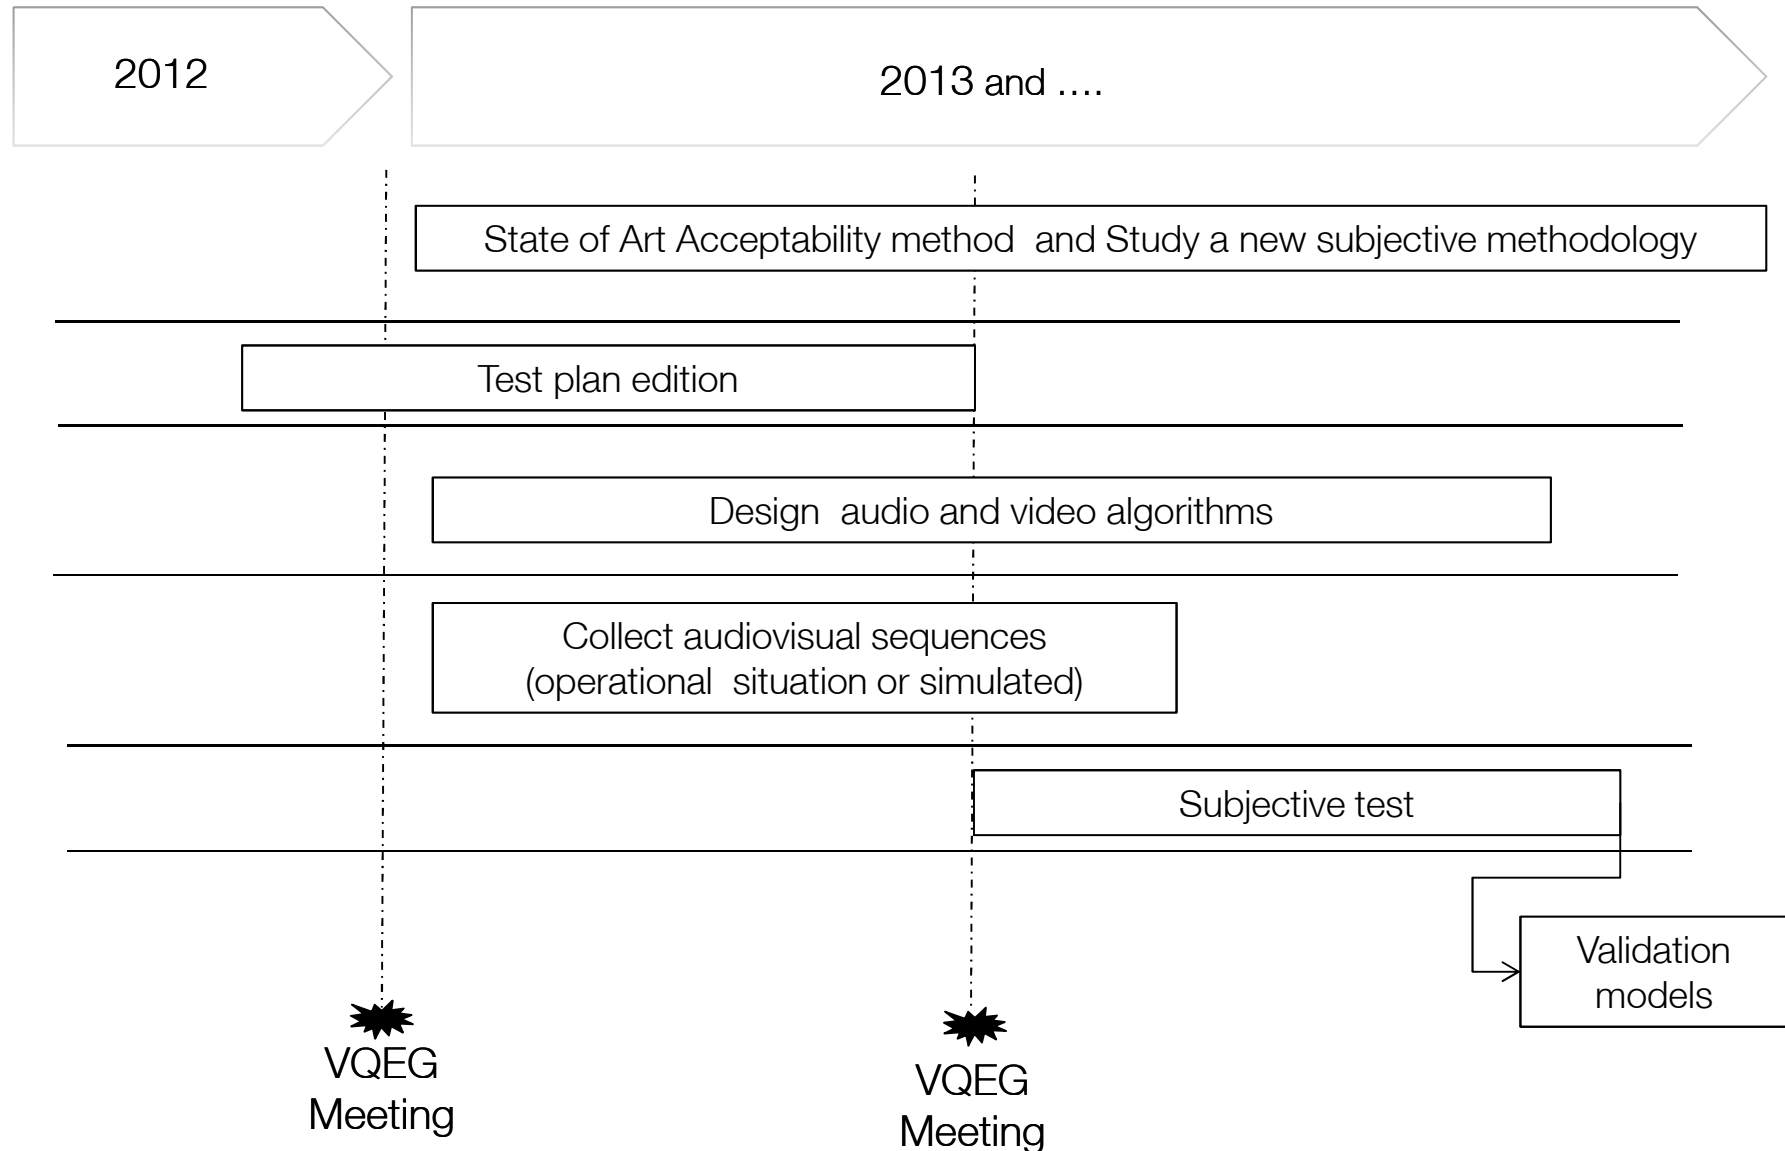 2012
2013 and ....
State of Art Acceptability method and Study a new subjective methodology
Test plan edition
Design audio and video algorithms
Collect audiovisual sequences
(operational situation or simulated)
Subjective test
Validation
models
VQEG
Meeting
VQEG
Meeting